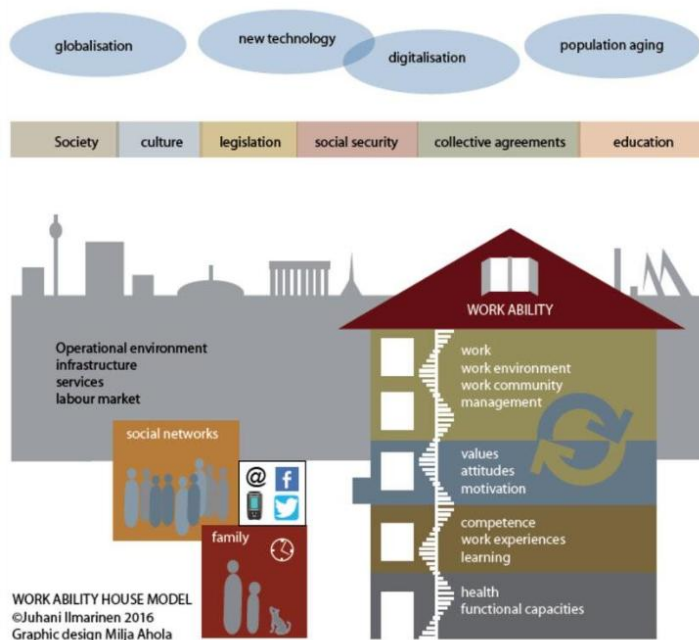 globalisation
new technology
digitalisation
population aging
Society culture legislation social security collective agreements education
WORK ABILITY
Operational environment
infrastructure
services
labour market
work
work environment
work community
management
social networks
@
f
values
attitudes
motivation
family
competence
work experiences
learning
health
functional capacities
WORK ABILITY HOUSE MODEL
©Juhani Ilmarinen 2016
Graphic design Milja Ahola